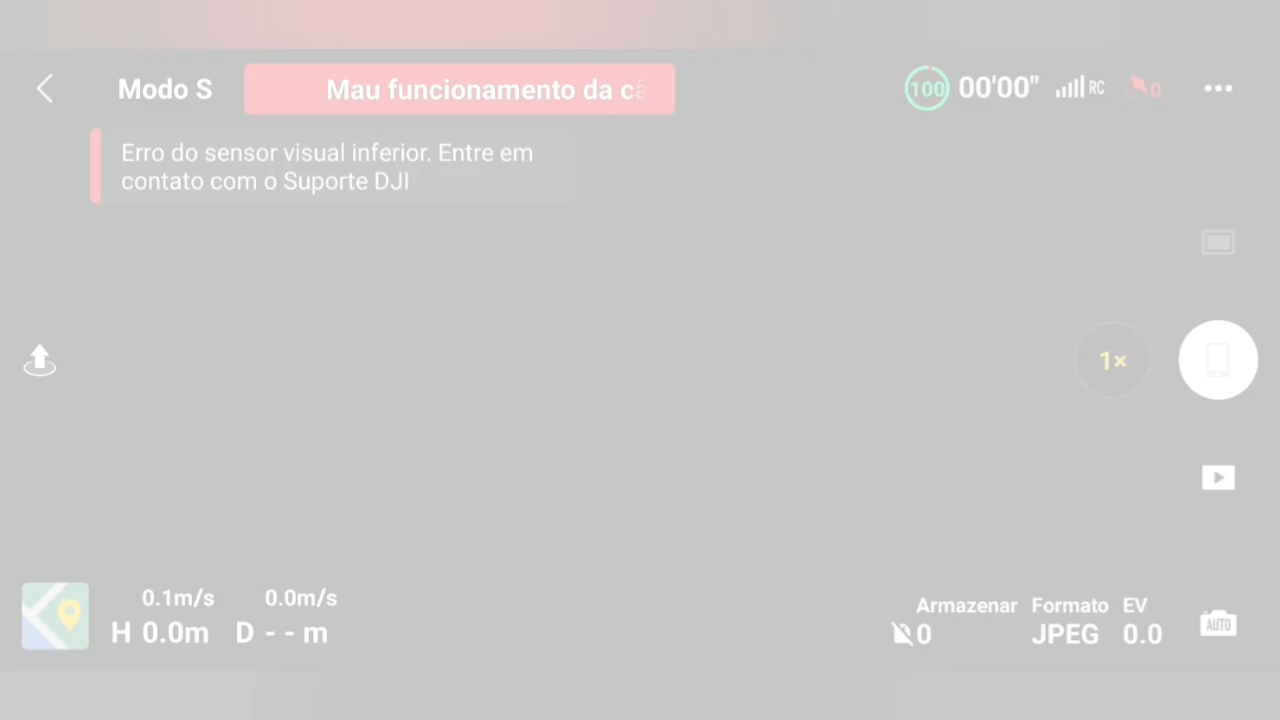 Modo S
Mau funcionamento da câ
100
00'00"
RC
0
Erro do sensor visual inferior. Entre em
contato com o Suporte DJI
1×
0.1m/s 0.0m/s
H 0.0m D - - m
Armazenar Formato EV
0 JPEG 0.0
AUTO